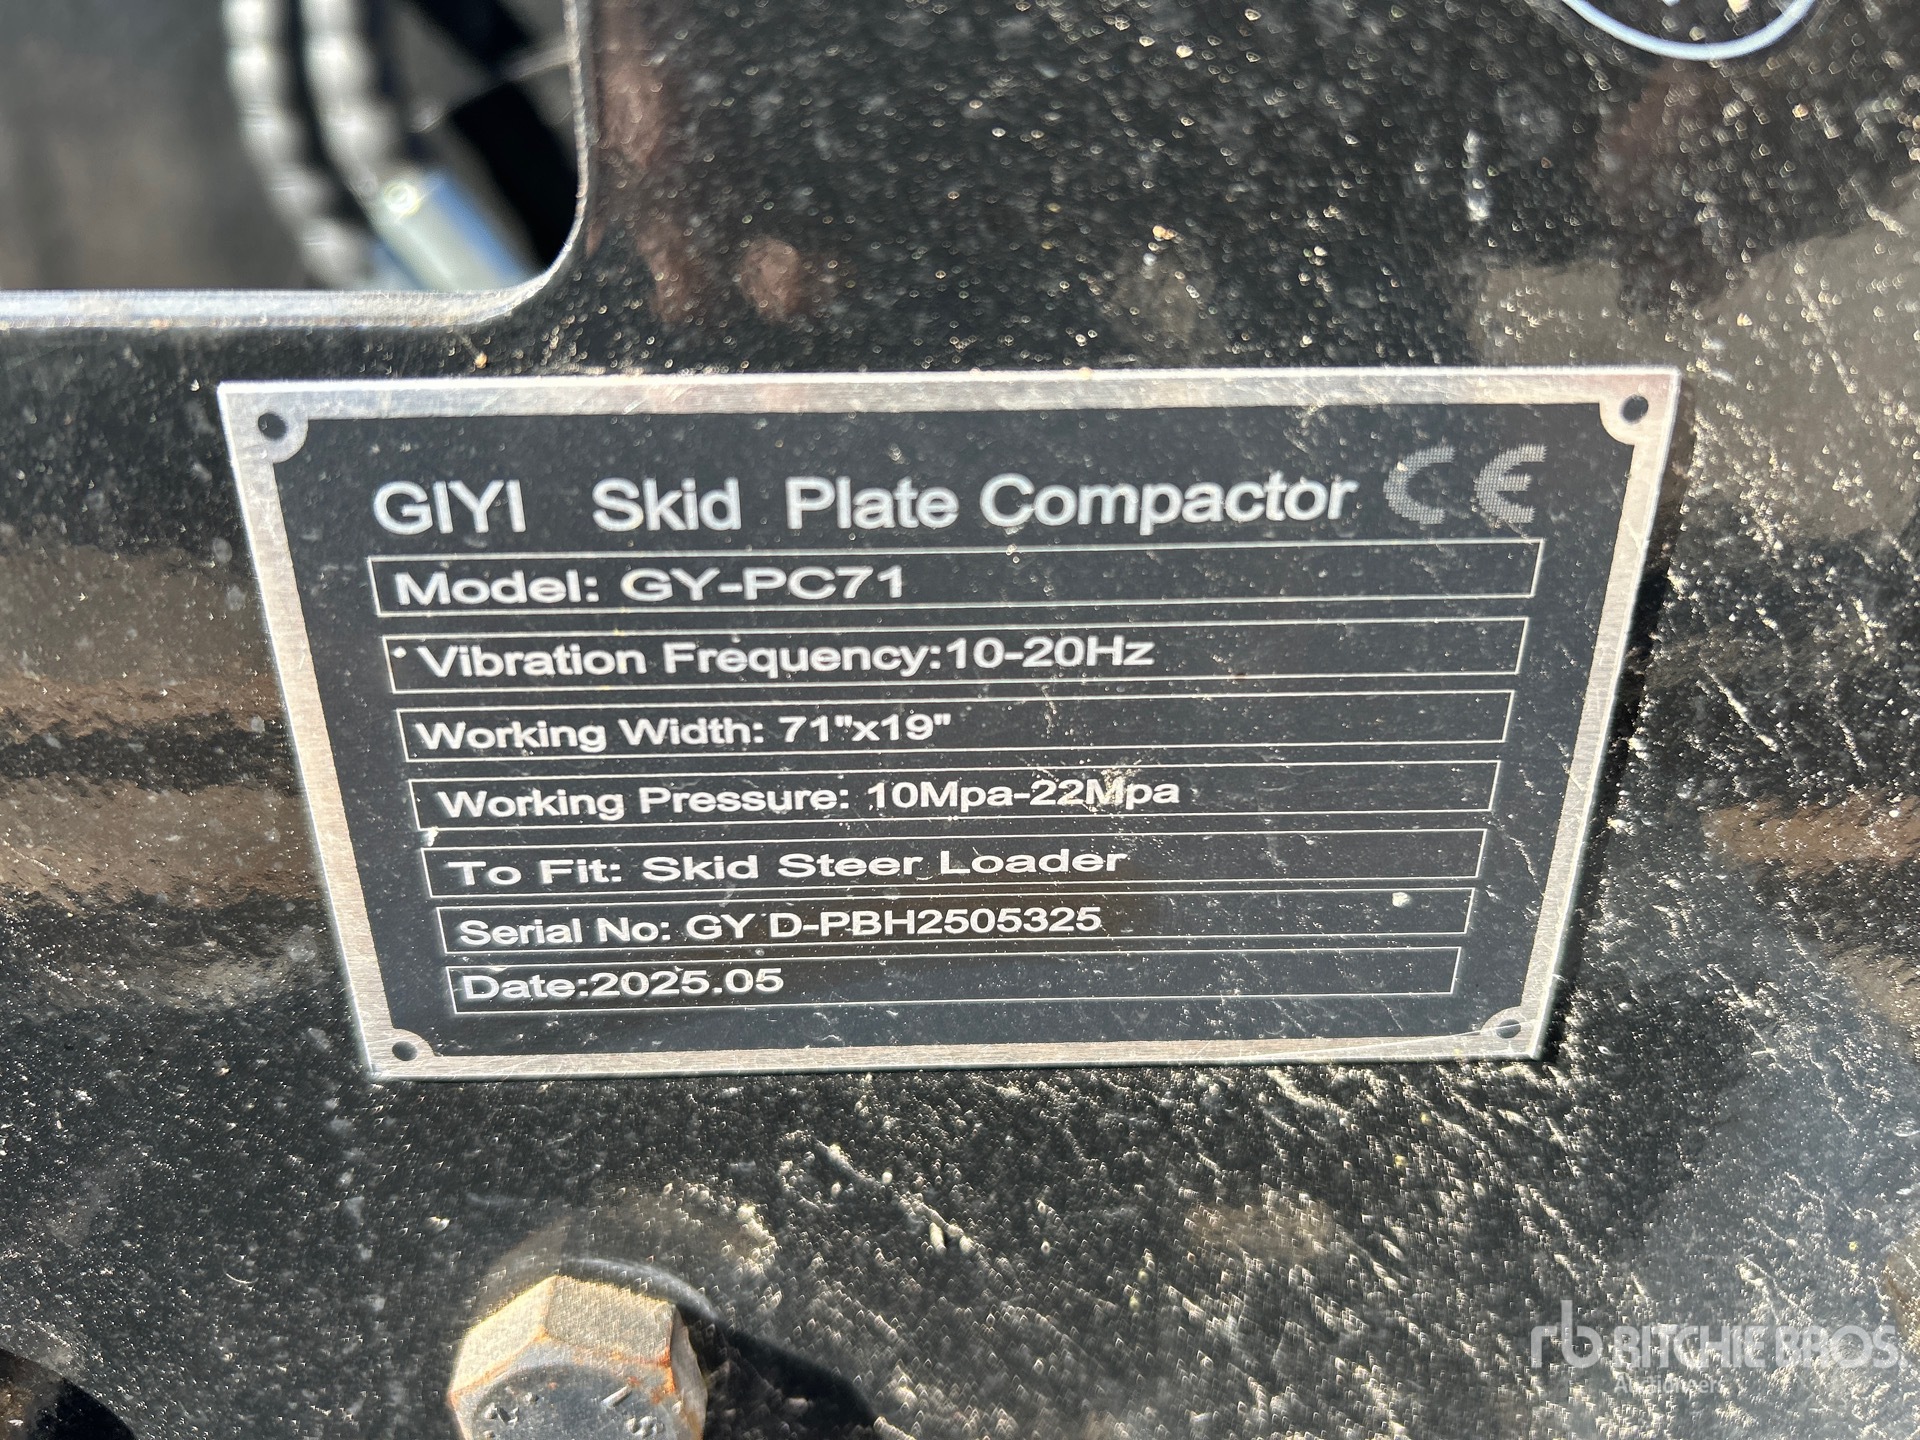 GIYI Skid Plate Compactor CE
Model: GY-PC71
Vibration Frequency:10-20Hz
Working Width: 71"x19"
Working Pressure: 10Mpa-22Mpa
To Fit: Skid Steer Loader
Serial No: GY D-PBH2505325
Date:2025.05
rb RITCHIE BROS.
Auctioneers